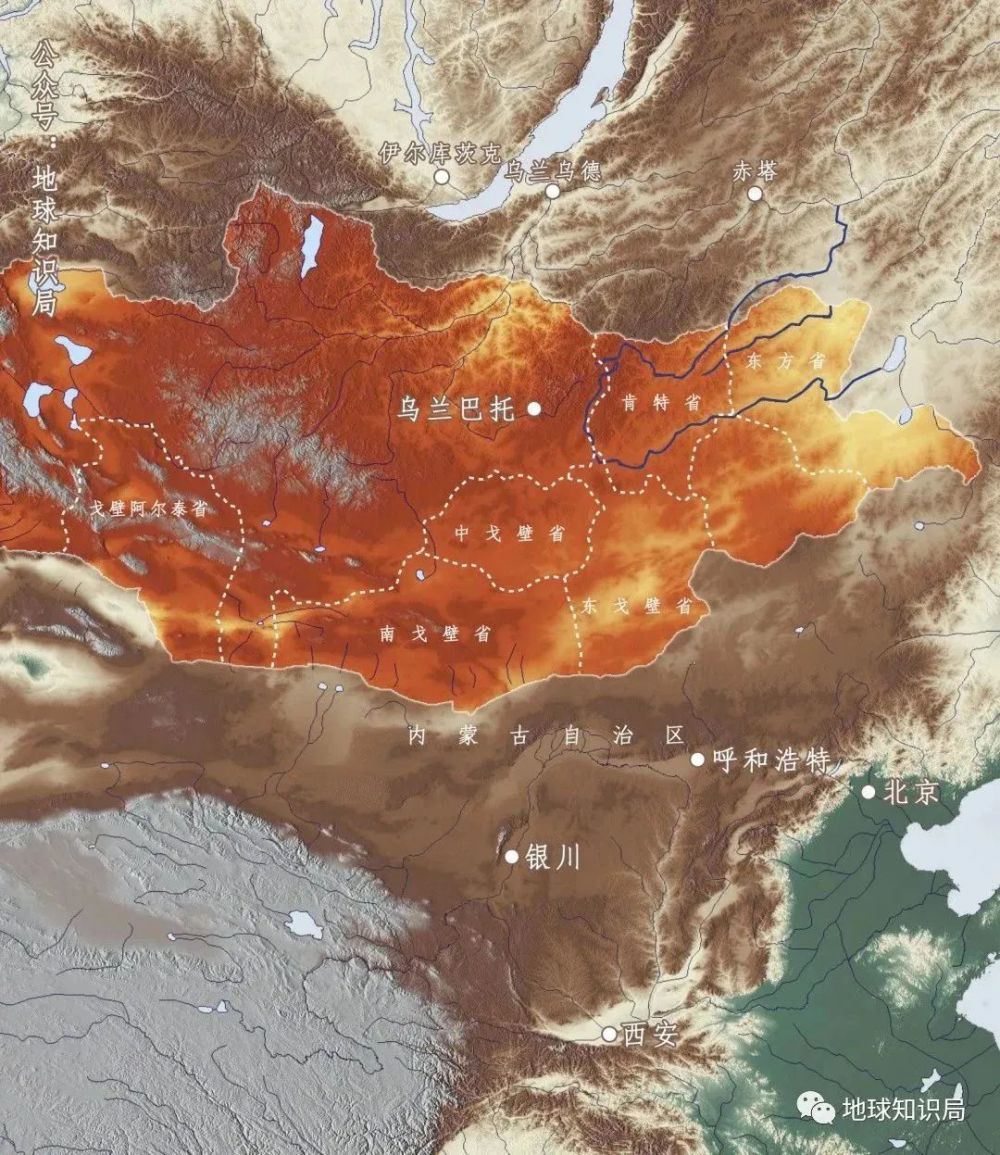 公众号：地球知识局
伊尔库茨克
乌兰乌德
赤塔
东方省
乌兰巴托
肯特省
戈壁阿尔泰省
中戈壁省
东戈壁省
南戈壁省
内蒙古自治区
呼和浩特
北京
银川
西安
地球知识局